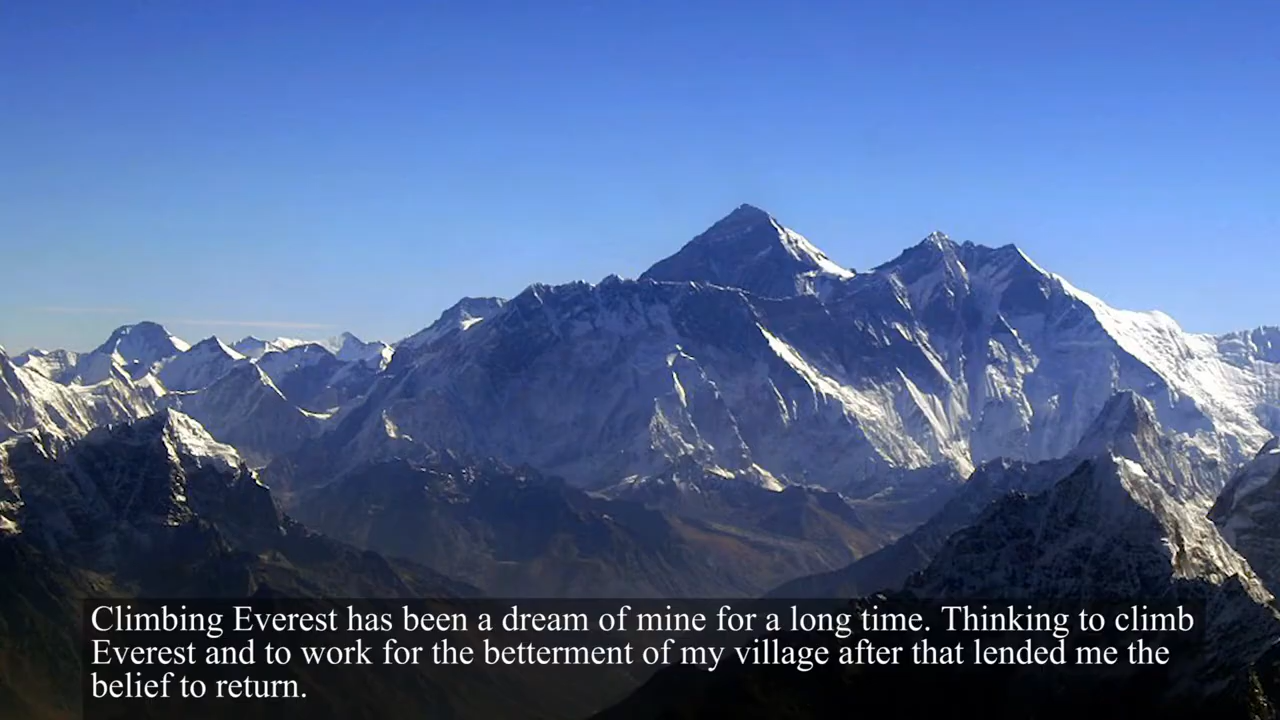 Climbing Everest has been a dream of mine for a long time. Thinking to climb
Everest and to work for the betterment of my village after that lended me the
belief to return.